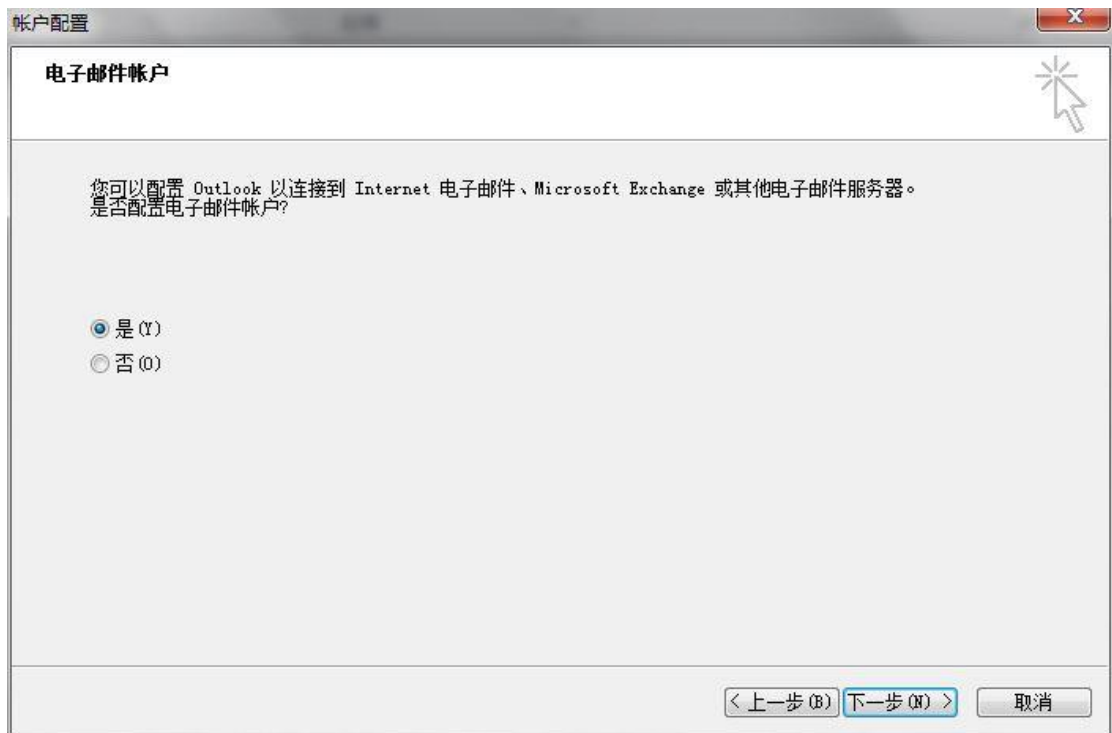 帐户配置
电子邮件帐户
您可以配置 Outlook 以连接到 Internet 电子邮件、Microsoft Exchange 或其他电子邮件服务器。
是否配置电子邮件帐户?
是(Y)
否(O)
< 上一步(B) 下一步(N) > 取消